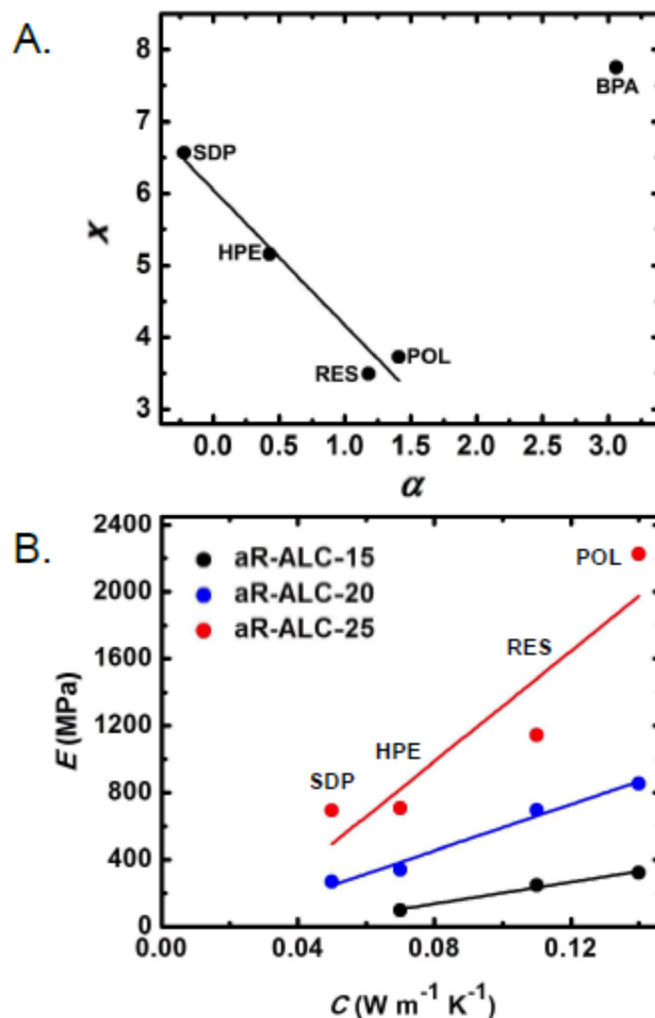 A.
8
7
6
5
4
3
x
SDP
HPE
RES
POL
BPA
0.0 0.5 1.0 1.5 2.0 2.5 3.0
α
B.
2400
2000
1600
1200
800
400
0
E (MPa)
aR-ALC-15
aR-ALC-20
aR-ALC-25
SDP
HPE
RES
POL
0.00 0.04 0.08 0.12
C (W m⁻¹ K⁻¹)